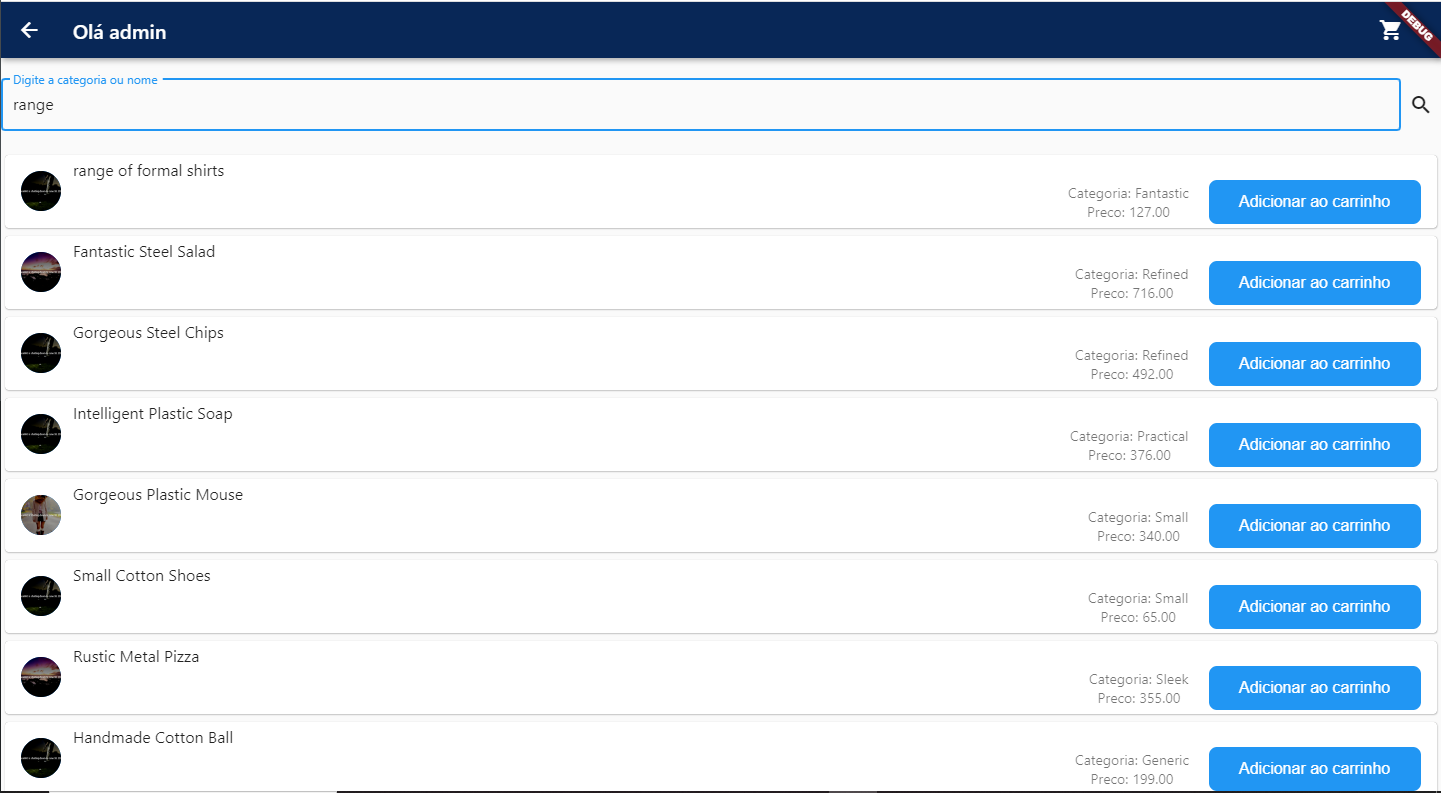 Olá admin
DEBUG
Digite a categoria ou nome
range
range of formal shirts
Categoria: Fantastic
Preco: 127.00
Adicionar ao carrinho
Fantastic Steel Salad
Categoria: Refined
Preco: 716.00
Adicionar ao carrinho
Gorgeous Steel Chips
Categoria: Refined
Preco: 492.00
Adicionar ao carrinho
Intelligent Plastic Soap
Categoria: Practical
Preco: 376.00
Adicionar ao carrinho
Gorgeous Plastic Mouse
Categoria: Small
Preco: 340.00
Adicionar ao carrinho
Small Cotton Shoes
Categoria: Small
Preco: 65.00
Adicionar ao carrinho
Rustic Metal Pizza
Categoria: Sleek
Preco: 355.00
Adicionar ao carrinho
Handmade Cotton Ball
Categoria: Generic
Preco: 199.00
Adicionar ao carrinho